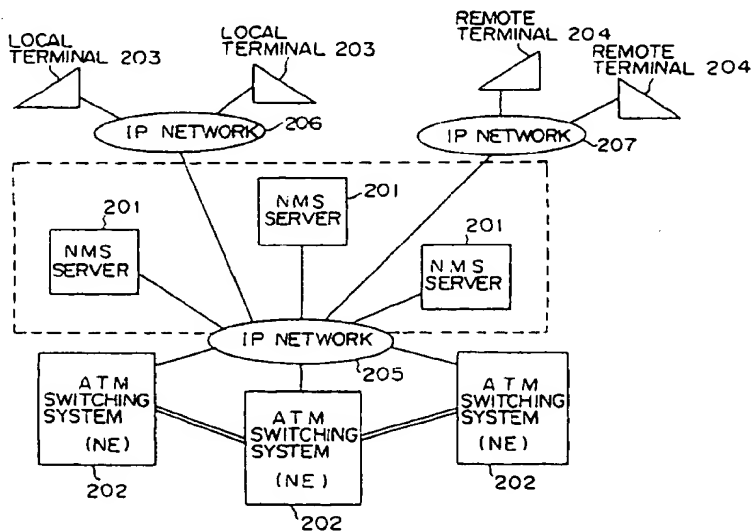 LOCAL
TERMINAL 203
LOCAL
TERMINAL 203
REMOTE
TERMINAL 204
REMOTE
TERMINAL 204
IP NETWORK
206
IP NETWORK
207
201
NMS
SERVER
201
NMS
SERVER
201
NMS
SERVER
IP NETWORK
205
ATM
SWITCHING
SYSTEM
(NE)
202
ATM
SWITCHING
SYSTEM
(NE)
202
ATM
SWITCHING
SYSTEM
(NE)
202